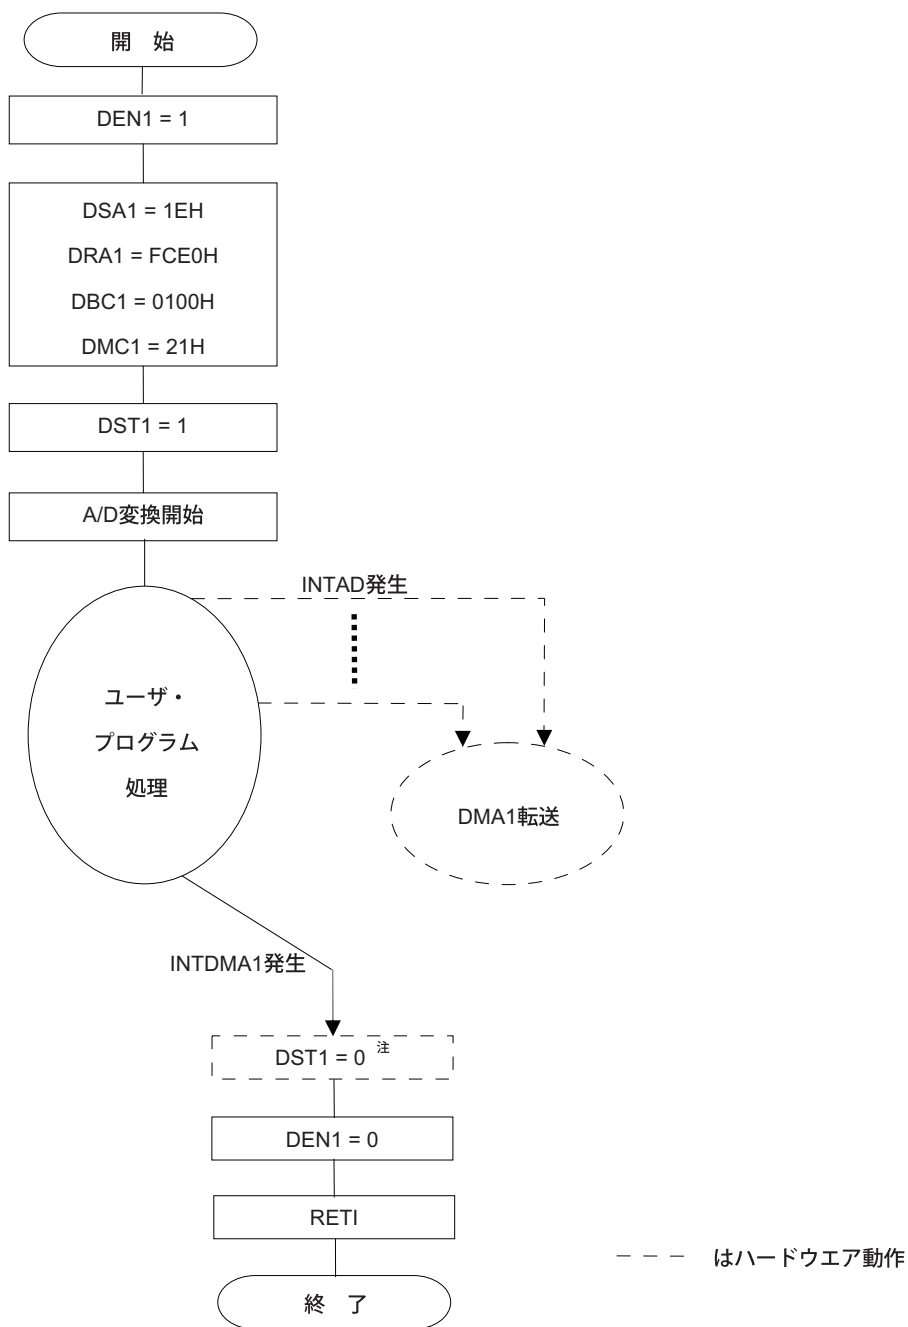 開 始
DEN1 = 1
DSA1 = 1EH
DRA1 = FCE0H
DBC1 = 0100H
DMC1 = 21H
DST1 = 1
A/D変換開始
INTAD発生
ユーザ・
プログラム
処理
DMA1転送
INTDMA1発生
DST1 = 0 注
DEN1 = 0
RETI
はハードウエア動作
終 了